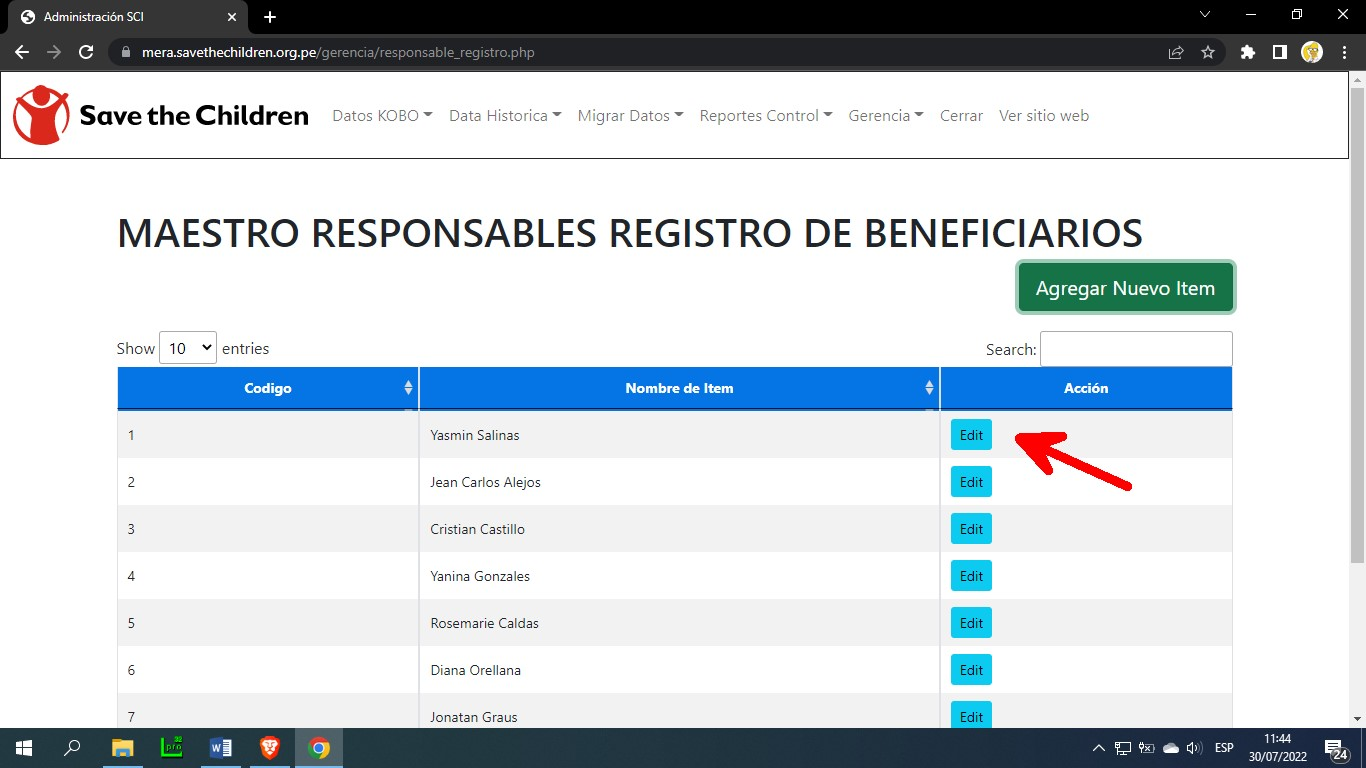 Administración SCI
mera.savethechildren.org.pe/gerencia/responsable_registro.php
Save the Children Datos KOBO Data Historica Migrar Datos Reportes Control Gerencia Cerrar Ver sitio web
MAESTRO RESPONSABLES REGISTRO DE BENEFICIARIOS
Agregar Nuevo Item
Show 10 entries Search:
Codigo Nombre de Item Acción
1 Yasmin Salinas Edit
2 Jean Carlos Alejos Edit
3 Cristian Castillo Edit
4 Yanina Gonzales Edit
5 Rosemarie Caldas Edit
6 Diana Orellana Edit
7 Jonatan Graus Edit
32
pro
W
ESP
11:44
30/07/2022
24